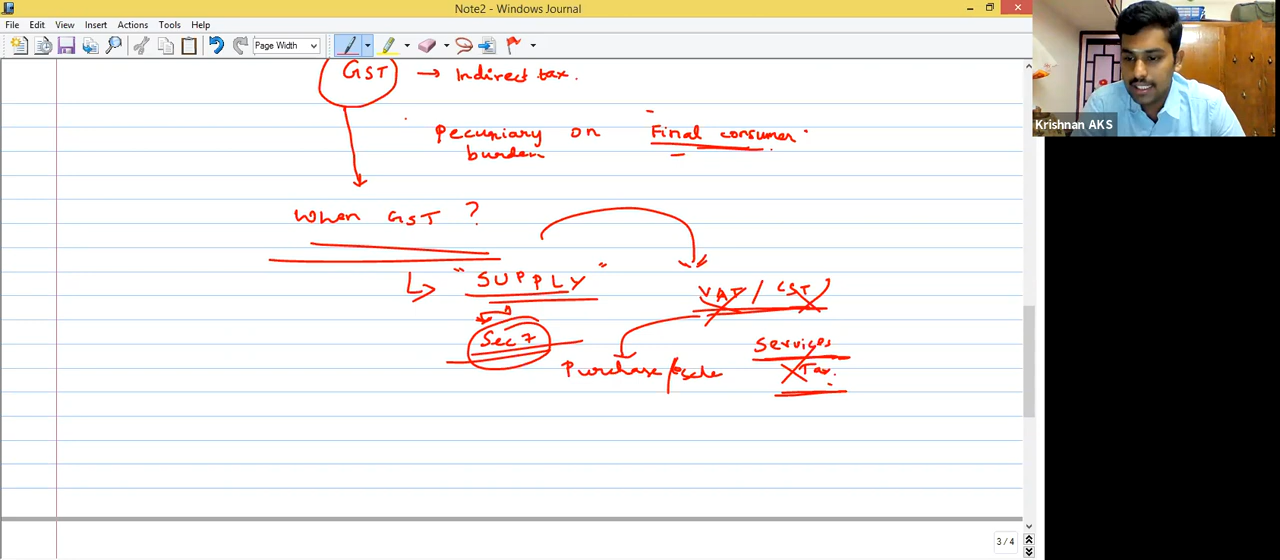 Note2 - Windows Journal
File Edit View Insert Actions Tools Help
Page Width
GST → Indirect tax.
Pecuniary on Final consumer.
burden
When GST ?
"SUPPLY"
VAT / CST
Sec 7
Services
Purchase / Sale
Tax.
3 / 4
Krishnan AKS